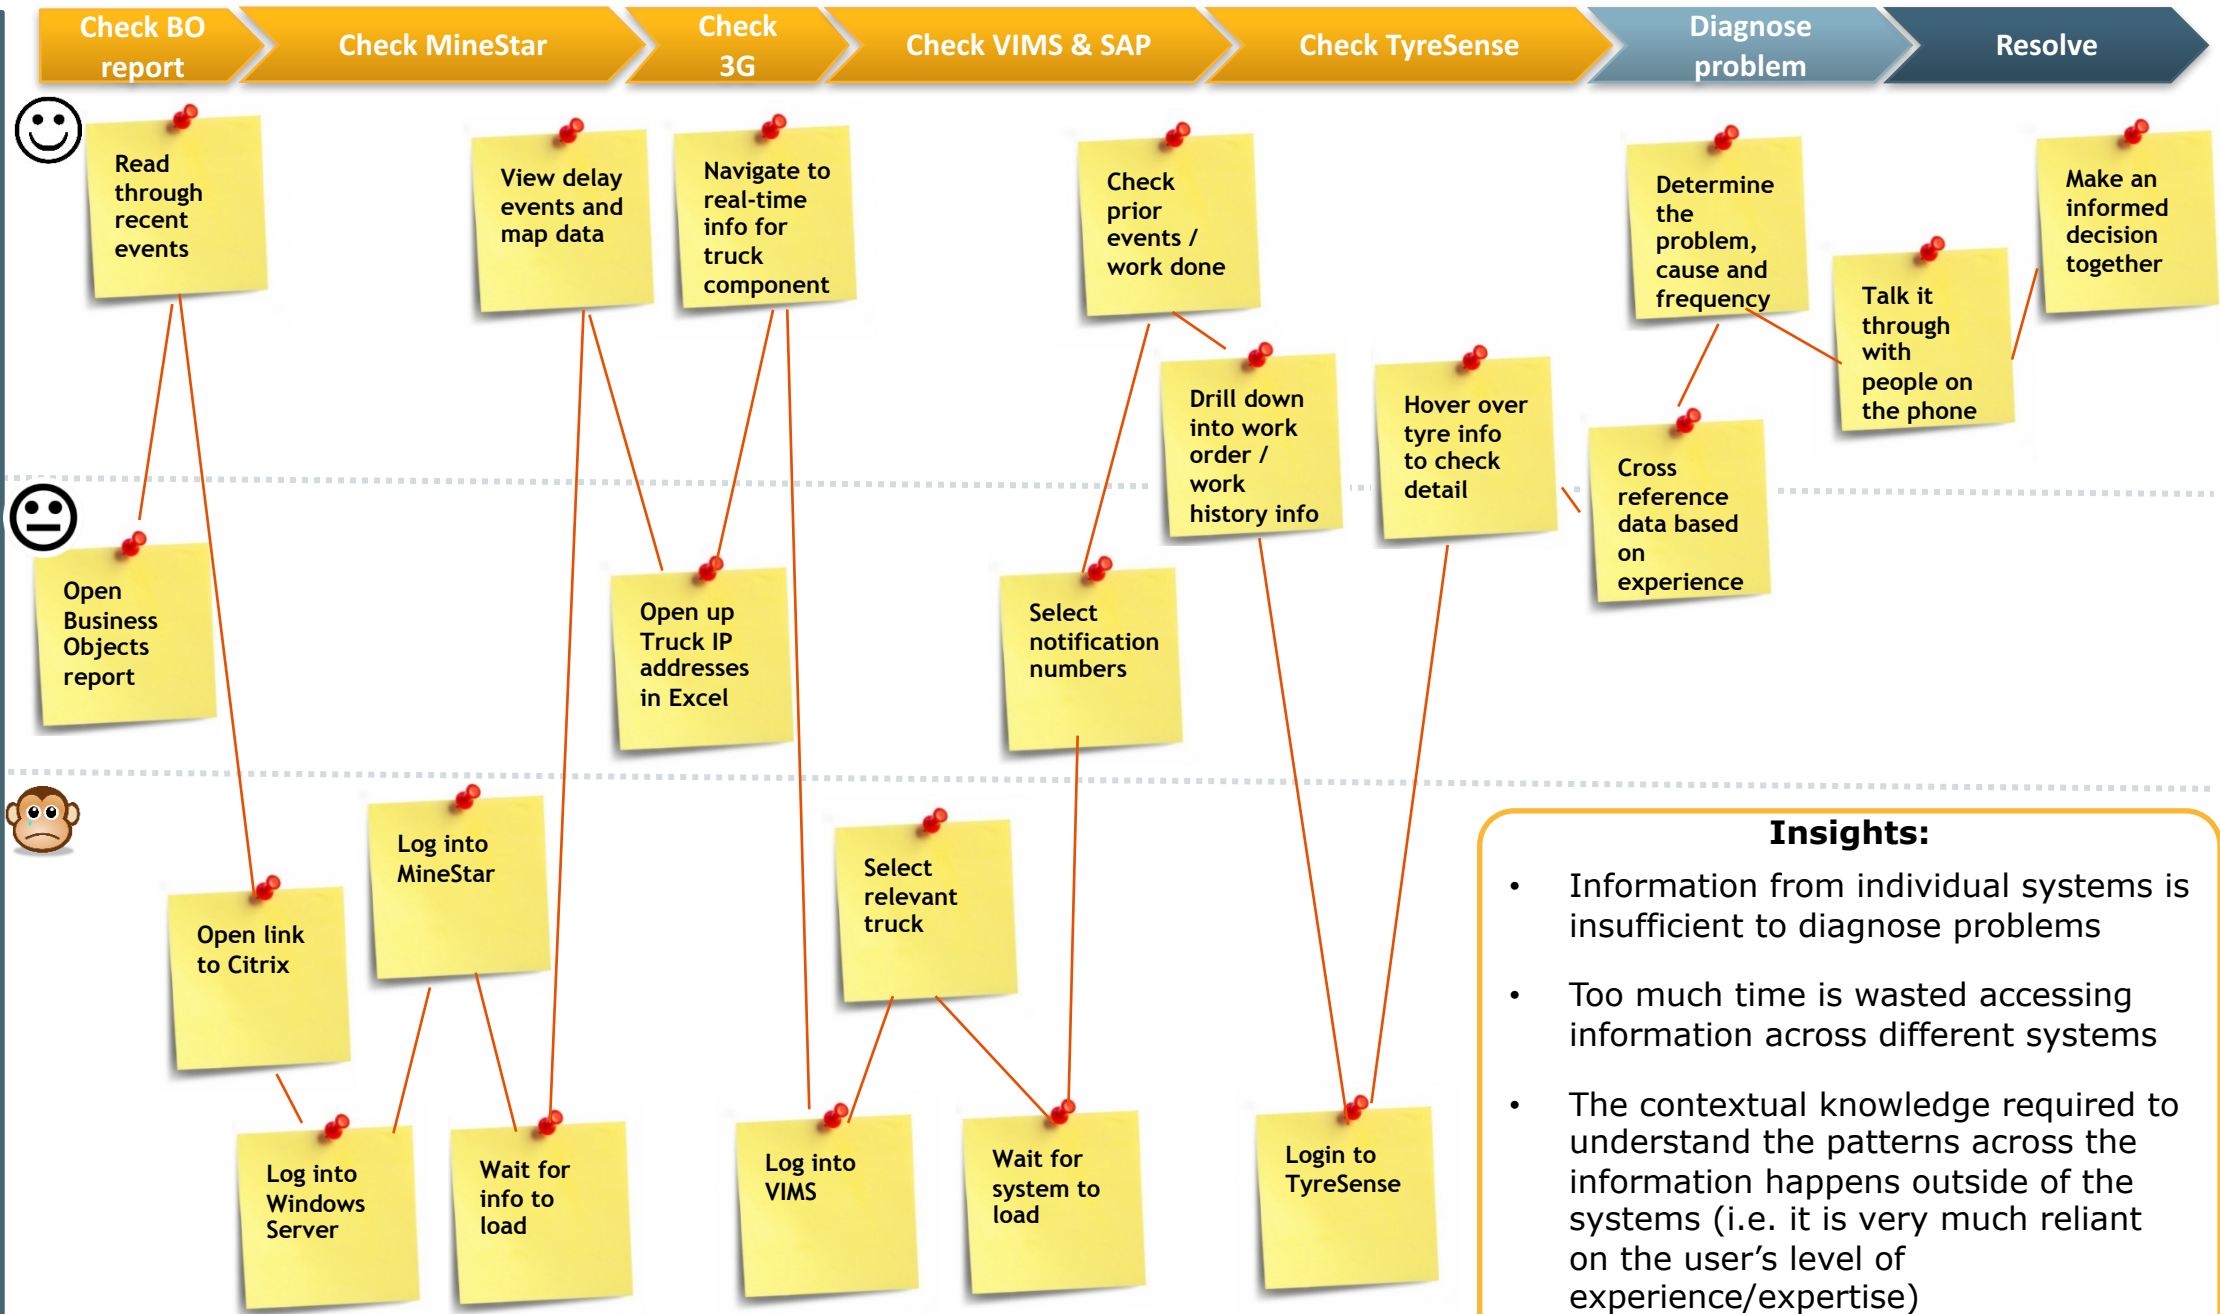 Check BO
report
Check MineStar
Check
3G
Check VIMS & SAP
Check TyreSense
Diagnose
problem
Resolve
Read
through
recent
events
View delay
events and
map data
Navigate to
real-time
info for
truck
component
Check
prior
events /
work done
Determine
the
problem,
cause and
frequency
Talk it
through
with
people on
the phone
Make an
informed
decision
together
Drill down
into work
order /
work
history info
Hover over
tyre info
to check
detail
Cross
reference
data based
on
experience
Open
Business
Objects
report
Open up
Truck IP
addresses
in Excel
Select
notification
numbers
Open link
to Citrix
Log into
MineStar
Select
relevant
truck
Log into
Windows
Server
Wait for
info to
load
Log into
VIMS
Wait for
system to
load
Login to
TyreSense
Insights:
• Information from individual systems is
insufficient to diagnose problems
• Too much time is wasted accessing
information across different systems
• The contextual knowledge required to
understand the patterns across the
information happens outside of the
systems (i.e. it is very much reliant
on the user's level of
experience/expertise)